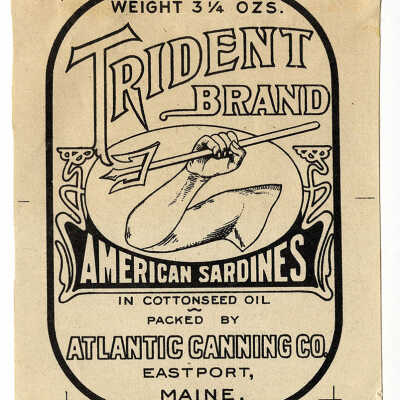 WEIGHT 3 1/4 OZS.
TRIDENT
BRAND
AMERICAN SARDINES
IN COTTONSEED OIL
PACKED BY
ATLANTIC CANNING CO.
EASTPORT,
MAINE.